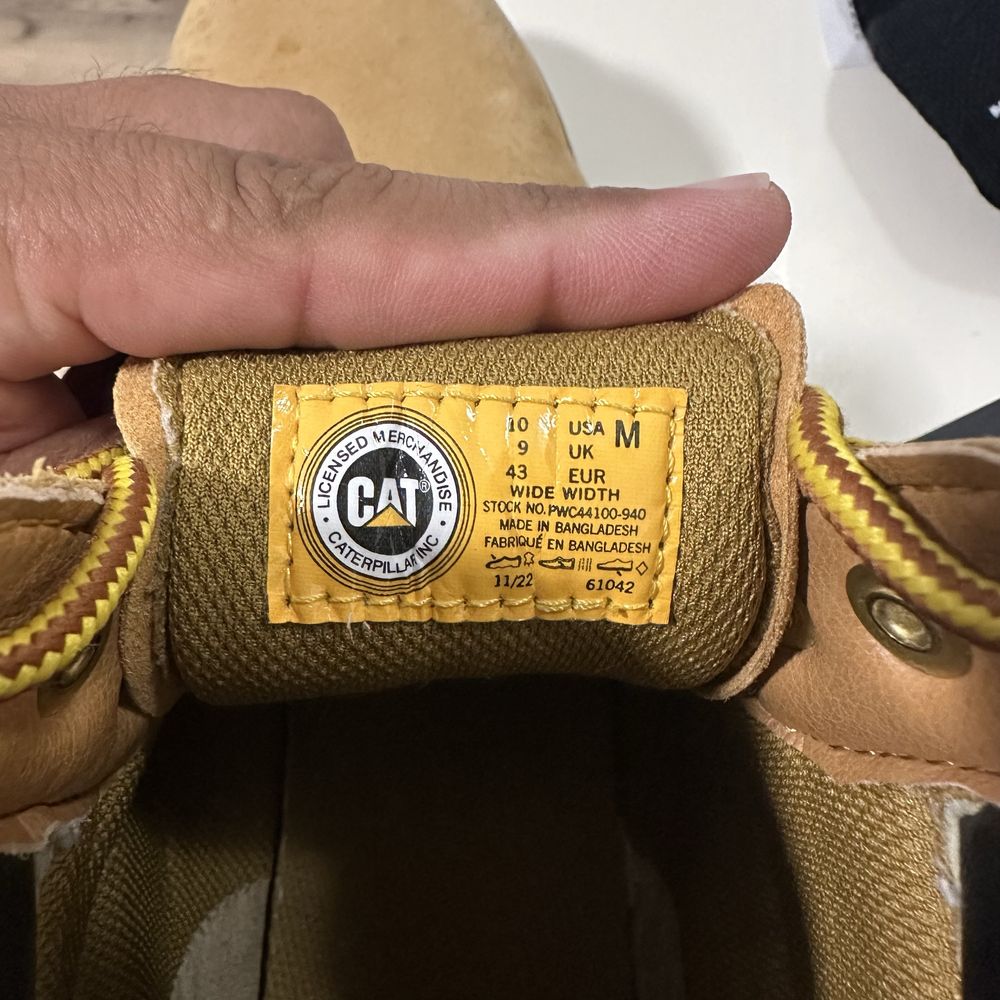 LICENSED MERCHANDISE
CAT®
CATERPILLAR INC
10 USA M
9 UK
43 EUR
WIDE WIDTH
STOCK NO. PWC44100-940
MADE IN BANGLADESH
FABRIQUÉ EN BANGLADESH
11/22 61042